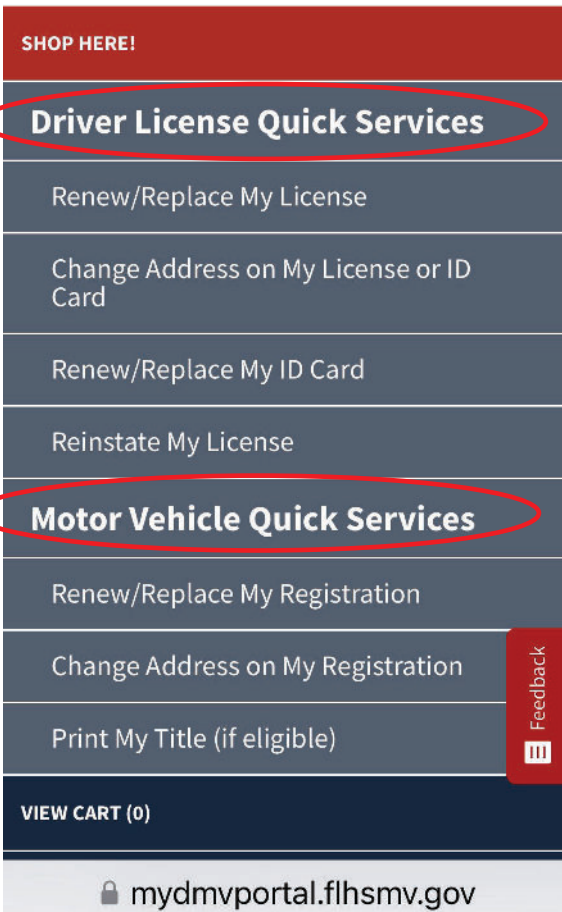 SHOP HERE!
Driver License Quick Services
Renew/Replace My License
Change Address on My License or ID
Card
Renew/Replace My ID Card
Reinstate My License
Motor Vehicle Quick Services
Renew/Replace My Registration
Change Address on My Registration
Feedback
Print My Title (if eligible)
VIEW CART (0)
mydmvportal.flhsmv.gov